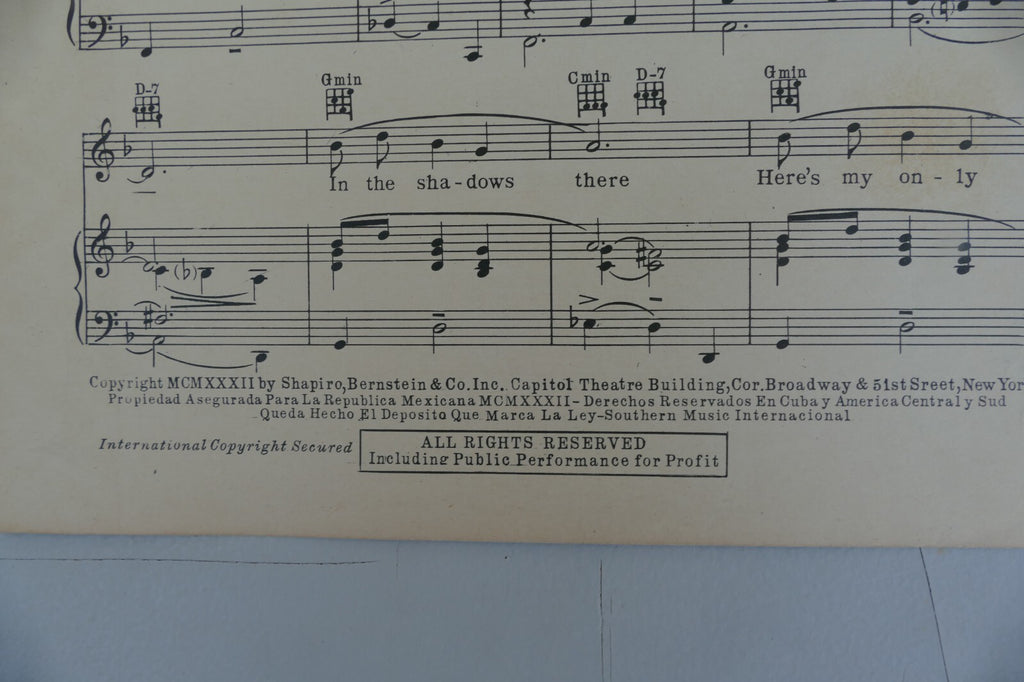 D-7 Gmin Cmin D-7 Gmin
In the sha-dows there Here's my on-ly
Copyright MCMXXXII by Shapiro, Bernstein & Co. Inc. Capitol Theatre Building, Cor. Broadway & 51st Sreet, New Yor
Propiedad Asegurada Para La Republica Mexicana MCMXXXII - Derechos Reservados En Cuba y America Central y Sud
Queda Hecho El Deposito Que Marca La Ley - Southern Music Internacional
International Copyright Secured
ALL RIGHTS RESERVED
Including Public Performance for Profit